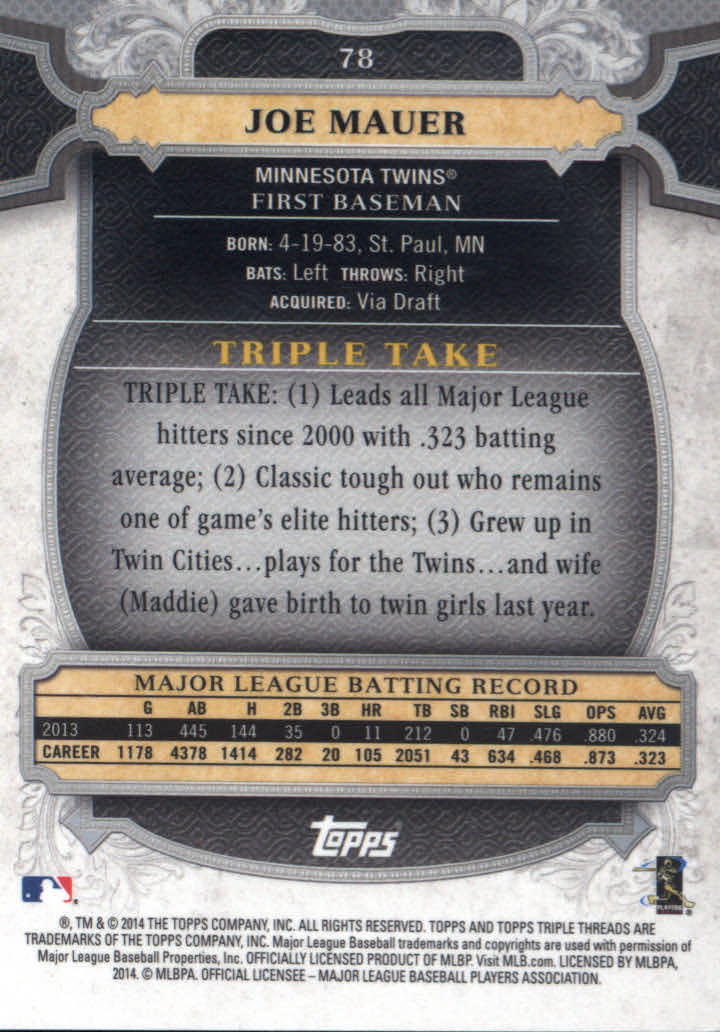 78
JOE MAUER
MINNESOTA TWINS®
FIRST BASEMAN
BORN: 4-19-83, St. Paul, MN
BATS: Left THROWS: Right
ACQUIRED: Via Draft
TRIPLE TAKE
TRIPLE TAKE: (1) Leads all Major League
hitters since 2000 with .323 batting
average; (2) Classic tough out who remains
one of game's elite hitters; (3) Grew up in
Twin Cities...plays for the Twins...and wife
(Maddie) gave birth to twin girls last year.
MAJOR LEAGUE BATTING RECORD
G AB H 2B 3B HR TB SB RBI SLG OPS AVG
2013 113 445 144 35 0 11 212 0 47 .476 .880 .324
CAREER 1178 4378 1414 282 20 105 2051 43 634 .468 .873 .323
Topps
®, TM & © 2014 THE TOPPS COMPANY, INC. ALL RIGHTS RESERVED. TOPPS AND TOPPS TRIPLE THREADS ARE
TRADEMARKS OF THE TOPPS COMPANY, INC. Major League Baseball trademarks and copyrights are used with permission of
Major League Baseball Properties, Inc. OFFICIALLY LICENSED PRODUCT OF MLBP. Visit MLB.com. LICENSED BY MLBPA,
2014. © MLBPA. OFFICIAL LICENSEE – MAJOR LEAGUE BASEBALL PLAYERS ASSOCIATION.